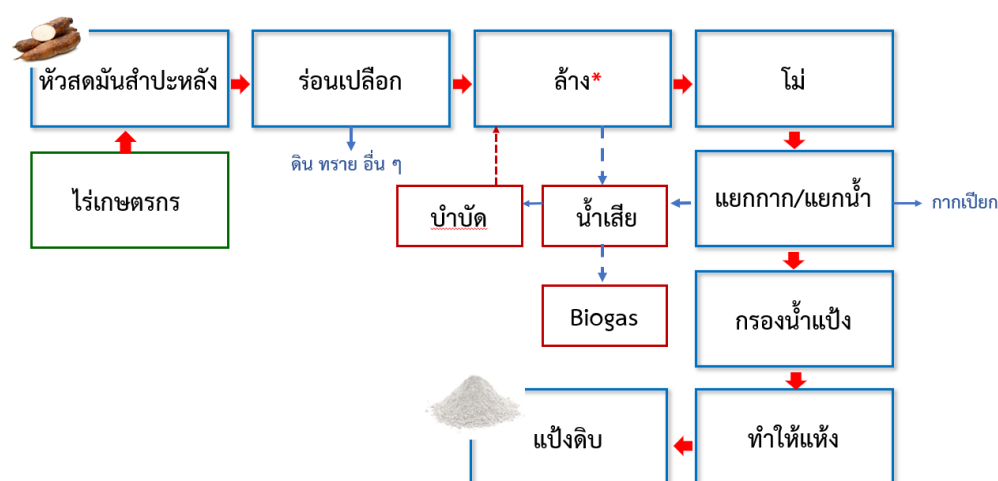 หัวสดมันสำปะหลัง
ร่อนเปลือก
ล้าง*
โม่
ดิน ทราย อื่น ๆ
ไร่เกษตรกร
บำบัด
น้ำเสีย
แยกกาก/แยกน้ำ
กากเปียก
Biogas
กรองน้ำแป้ง
แป้งดิบ
ทำให้แห้ง